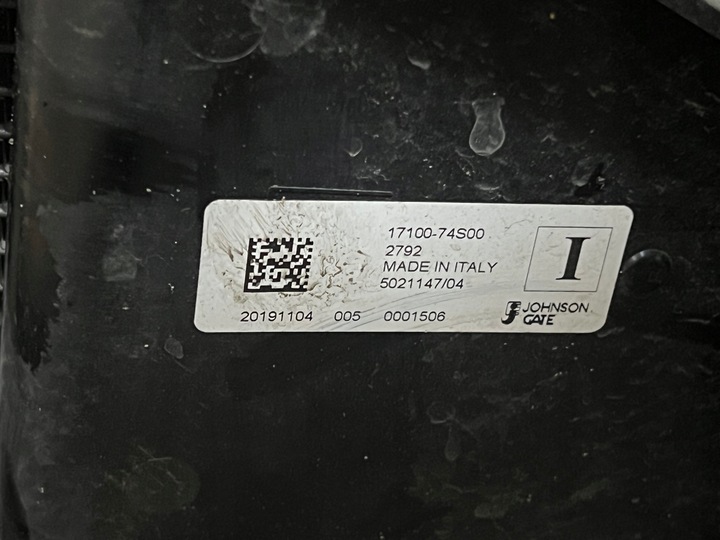 17100-74S00
2792
MADE IN ITALY
5021147/04
I
JOHNSON
GATE
20191104 005 0001506